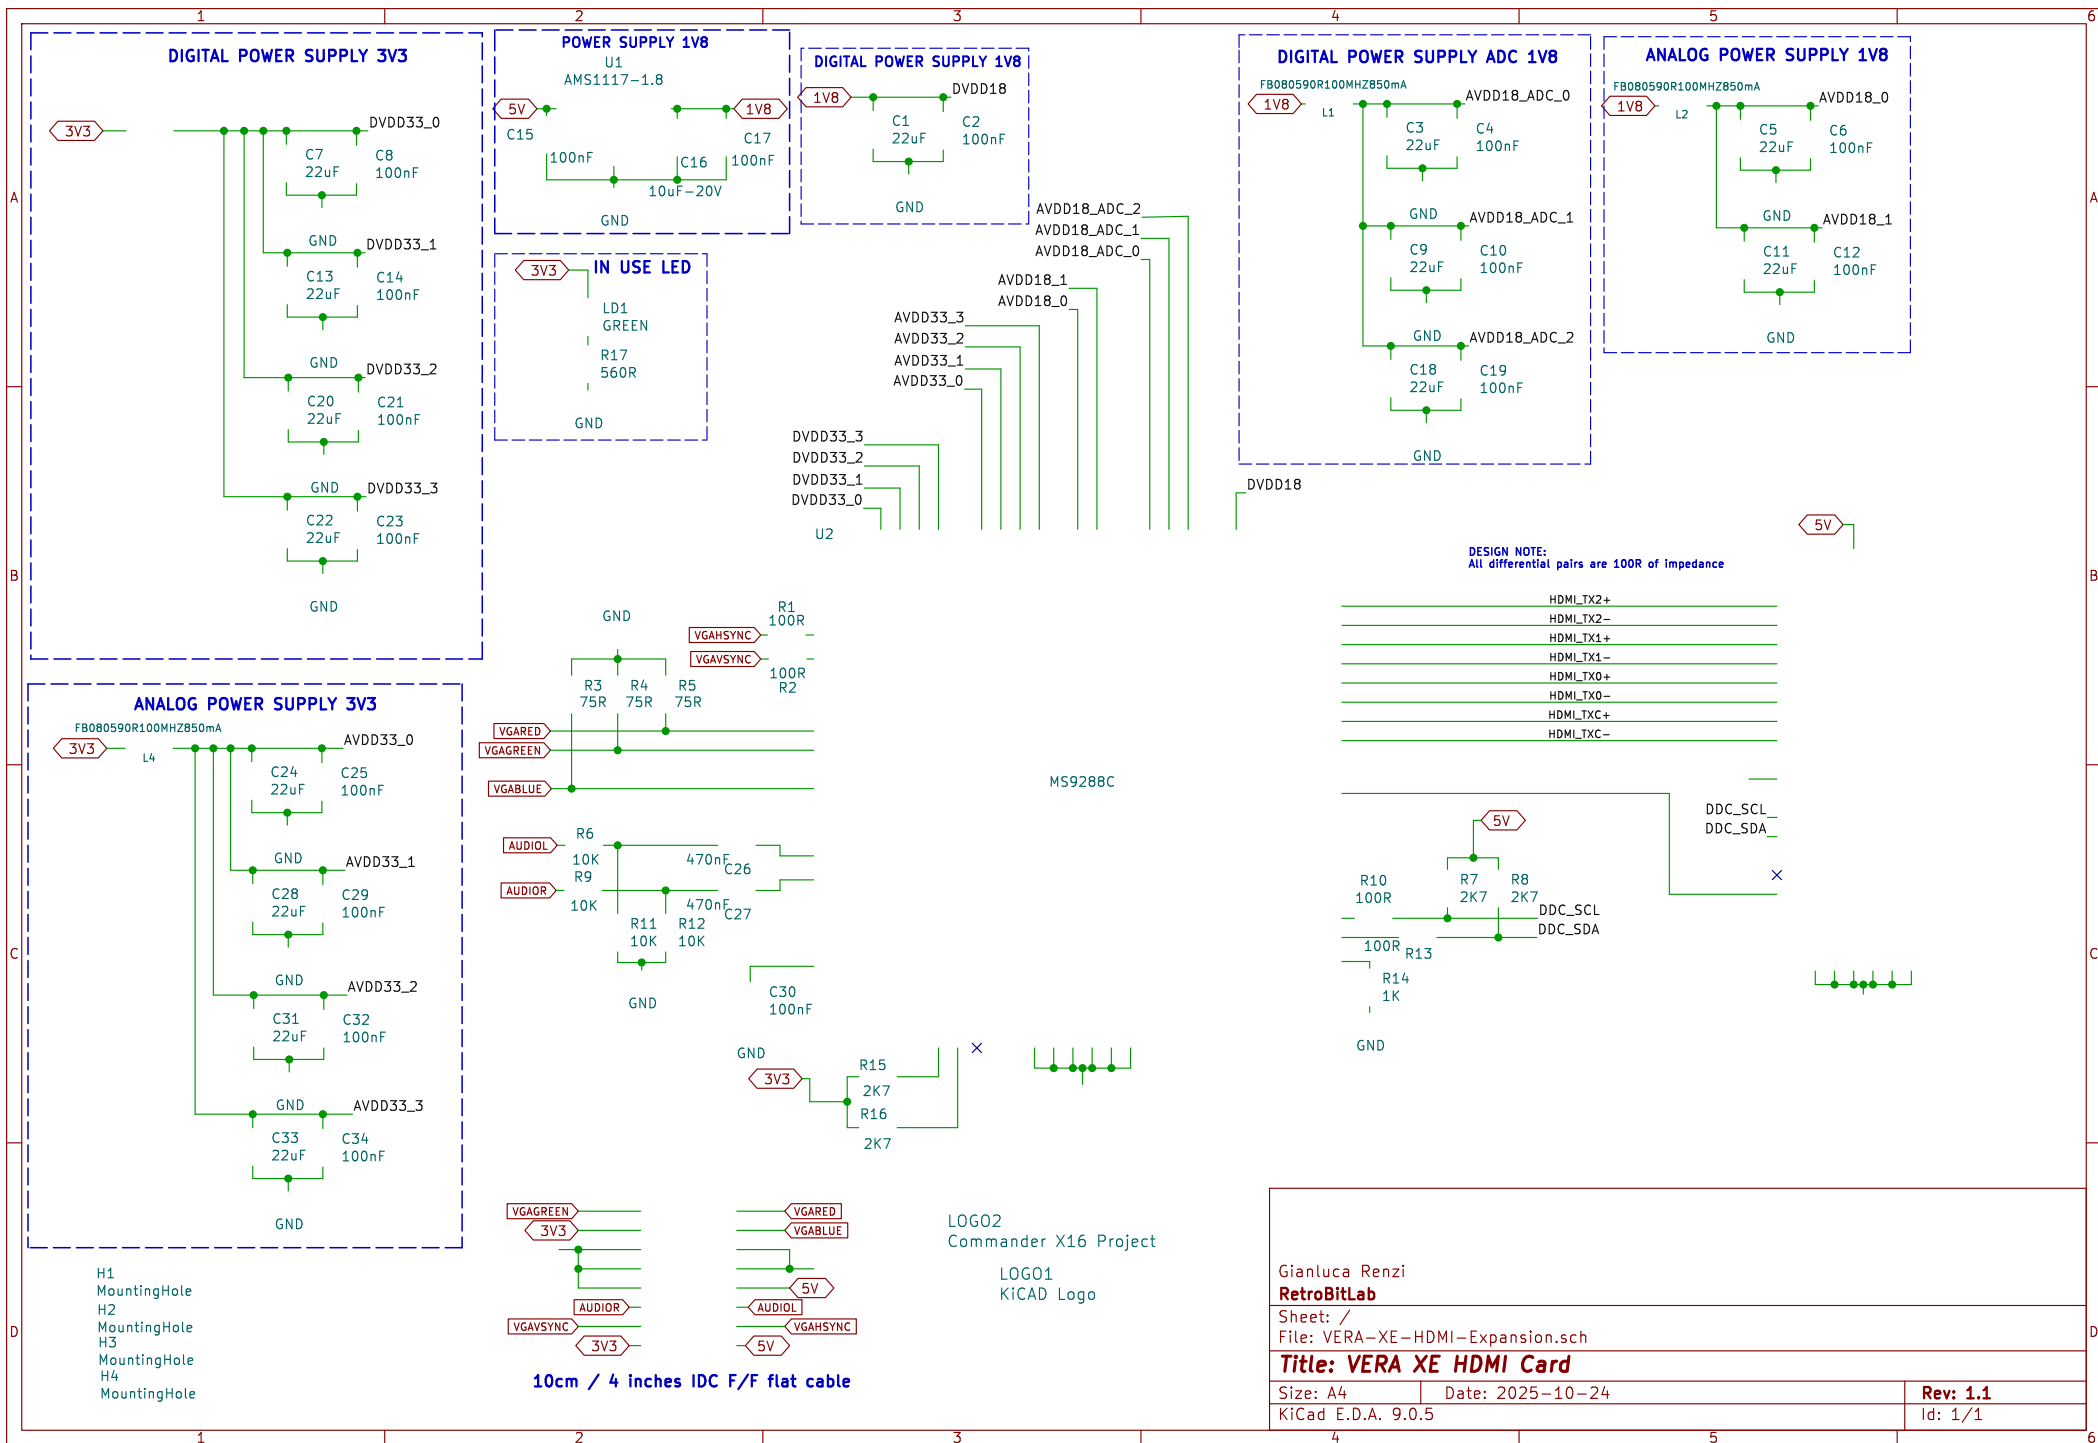 1 2 3 4 5 6
A
B
C
D
DIGITAL POWER SUPPLY 3V3
3V3
DVDD33_0
C7
22uF
C8
100nF
GND
DVDD33_1
C13
22uF
C14
100nF
GND
DVDD33_2
C20
22uF
C21
100nF
GND
DVDD33_3
C22
22uF
C23
100nF
GND
POWER SUPPLY 1V8
U1
AMS1117-1.8
5V
1V8
C15
100nF
C16
10uF-20V
C17
100nF
GND
DIGITAL POWER SUPPLY 1V8
1V8
DVDD18
C1
22uF
C2
100nF
GND
IN USE LED
3V3
LD1
GREEN
R17
560R
GND
DIGITAL POWER SUPPLY ADC 1V8
FB080590R100MHZ850mA
1V8
L1
AVDD18_ADC_0
C3
22uF
C4
100nF
GND
AVDD18_ADC_1
C9
22uF
C10
100nF
GND
AVDD18_ADC_2
C18
22uF
C19
100nF
GND
ANALOG POWER SUPPLY 1V8
FB080590R100MHZ850mA
1V8
L2
AVDD18_0
C5
22uF
C6
100nF
GND
AVDD18_1
C11
22uF
C12
100nF
GND
AVDD18_ADC_2
AVDD18_ADC_1
AVDD18_ADC_0
AVDD18_1
AVDD18_0
AVDD33_3
AVDD33_2
AVDD33_1
AVDD33_0
DVDD33_3
DVDD33_2
DVDD33_1
DVDD33_0
DVDD18
U2
MS9288C
5V
DESIGN NOTE:
All differential pairs are 100R of impedance
HDMI_TX2+
HDMI_TX2-
HDMI_TX1+
HDMI_TX1-
HDMI_TX0+
HDMI_TX0-
HDMI_TXC+
HDMI_TXC-
DDC_SCL
DDC_SDA
GND
R1
100R
VGAHSYNC
VGAVSYNC
100R
R2
R3
75R
R4
75R
R5
75R
VGARED
VGAGREEN
VGABLUE
AUDIOL
R6
10K
470nF
C26
AUDIOR
R9
10K
470nF
C27
R11
10K
R12
10K
GND
C30
100nF
GND
3V3
R15
2K7
R16
2K7
5V
R7
2K7
R8
2K7
R10
100R
DDC_SCL
DDC_SDA
100R
R13
R14
1K
GND
ANALOG POWER SUPPLY 3V3
FB080590R100MHZ850mA
3V3
L4
AVDD33_0
C24
22uF
C25
100nF
GND
AVDD33_1
C28
22uF
C29
100nF
GND
AVDD33_2
C31
22uF
C32
100nF
GND
AVDD33_3
C33
22uF
C34
100nF
GND
H1
MountingHole
H2
MountingHole
H3
MountingHole
H4
MountingHole
VGAGREEN
3V3
AUDIOR
VGAVSYNC
3V3
VGARED
VGABLUE
5V
AUDIOL
VGAHSYNC
5V
10cm / 4 inches IDC F/F flat cable
LOGO2
Commander X16 Project
LOGO1
KiCAD Logo
Gianluca Renzi
RetroBitLab
Sheet: /
File: VERA-XE-HDMI-Expansion.sch
Title: VERA XE HDMI Card
Size: A4
Date: 2025-10-24
Rev: 1.1
KiCad E.D.A. 9.0.5
Id: 1/1
A
B
C
D
1 2 3 4 5 6